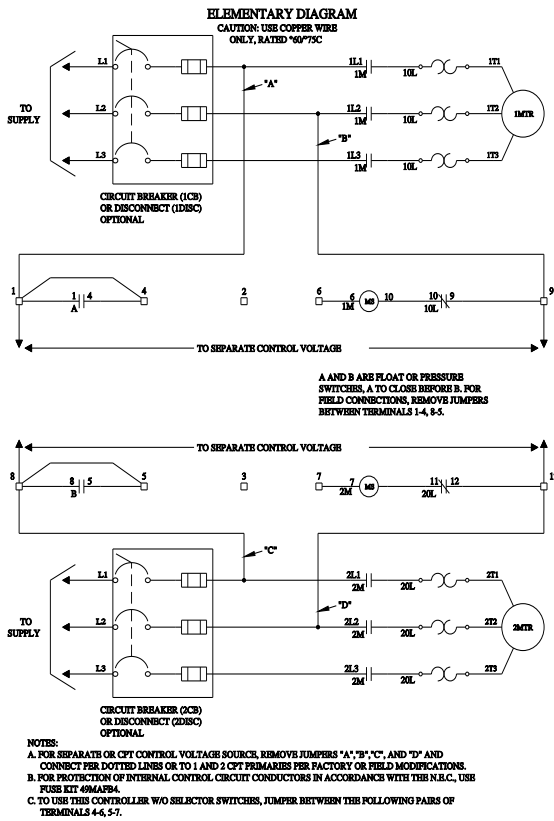 ELEMENTARY DIAGRAM
CAUTION: USE COPPER WIRE
ONLY, RATED °60/°75C
L1 1L1 1T1
1M 10L
"A"
TO
SUPPLY
L2 1L2 1T2
1M 10L 1MTR
"B"
L3 1L3 1T3
1M 10L
CIRCUIT BREAKER (1CB)
OR DISCONNECT (1DISC)
OPTIONAL
1 4 2 6 9
1 4 6 MS 10 10 9
A 1M 10L
TO SEPARATE CONTROL VOLTAGE
A AND B ARE FLOAT OR PRESSURE
SWITCHES, A TO CLOSE BEFORE B. FOR
FIELD CONNECTIONS, REMOVE JUMPERS
BETWEEN TERMINALS 1-4, 8-5.
TO SEPARATE CONTROL VOLTAGE
8 5 3 7 1
8 5 7 MS 11 12
B 2M 20L
"C"
L1 2L1 2T1
2M 20L
"D"
TO
SUPPLY
L2 2L2 2T2
2M 20L 2MTR
L3 2L3 2T3
2M 20L
CIRCUIT BREAKER (2CB)
OR DISCONNECT (2DISC)
OPTIONAL
NOTES:
A. FOR SEPARATE OR CPT CONTROL VOLTAGE SOURCE, REMOVE JUMPERS "A","B","C", AND "D" AND
CONNECT PER DOTTED LINES OR TO 1 AND 2 CPT PRIMARIES PER FACTORY OR FIELD MODIFICATIONS.
B. FOR PROTECTION OF INTERNAL CONTROL CIRCUIT CONDUCTORS IN ACCORDANCE WITH THE N.E.C., USE
FUSE KIT 49MAFB4.
C. TO USE THIS CONTROLLER W/O SELECTOR SWITCHES, JUMPER BETWEEN THE FOLLOWING PAIRS OF
TERMINALS 4-6, 5-7.